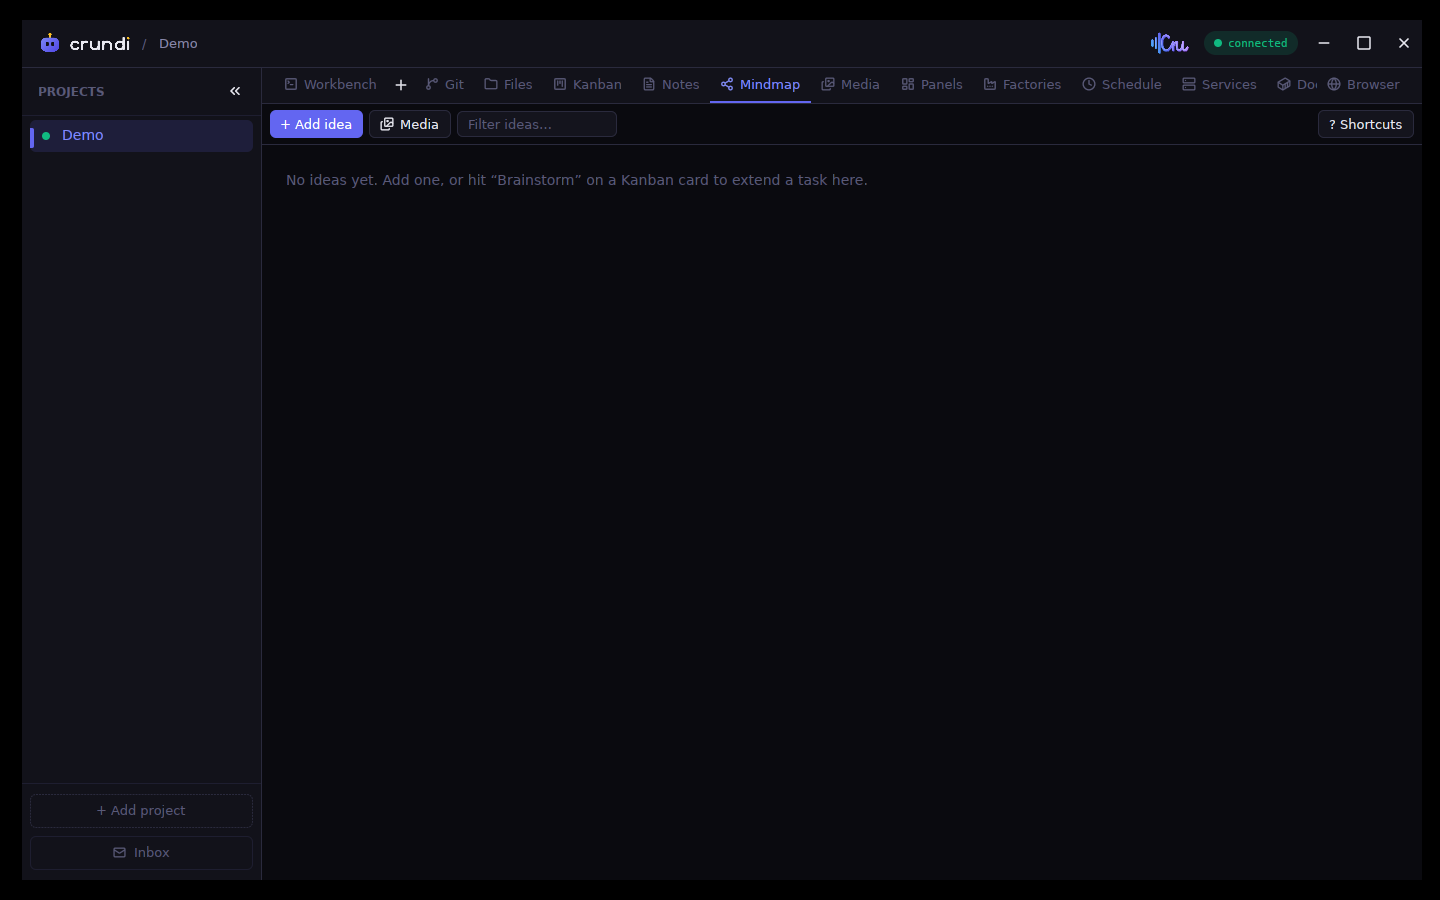 crundi / Demo
Cru
connected
PROJECTS
Workbench
Git
Files
Kanban
Notes
Mindmap
Media
Panels
Factories
Schedule
Services
Browser
Demo
+ Add idea
Media
Filter ideas...
? Shortcuts
No ideas yet. Add one, or hit “Brainstorm” on a Kanban card to extend a task here.
+ Add project
Inbox